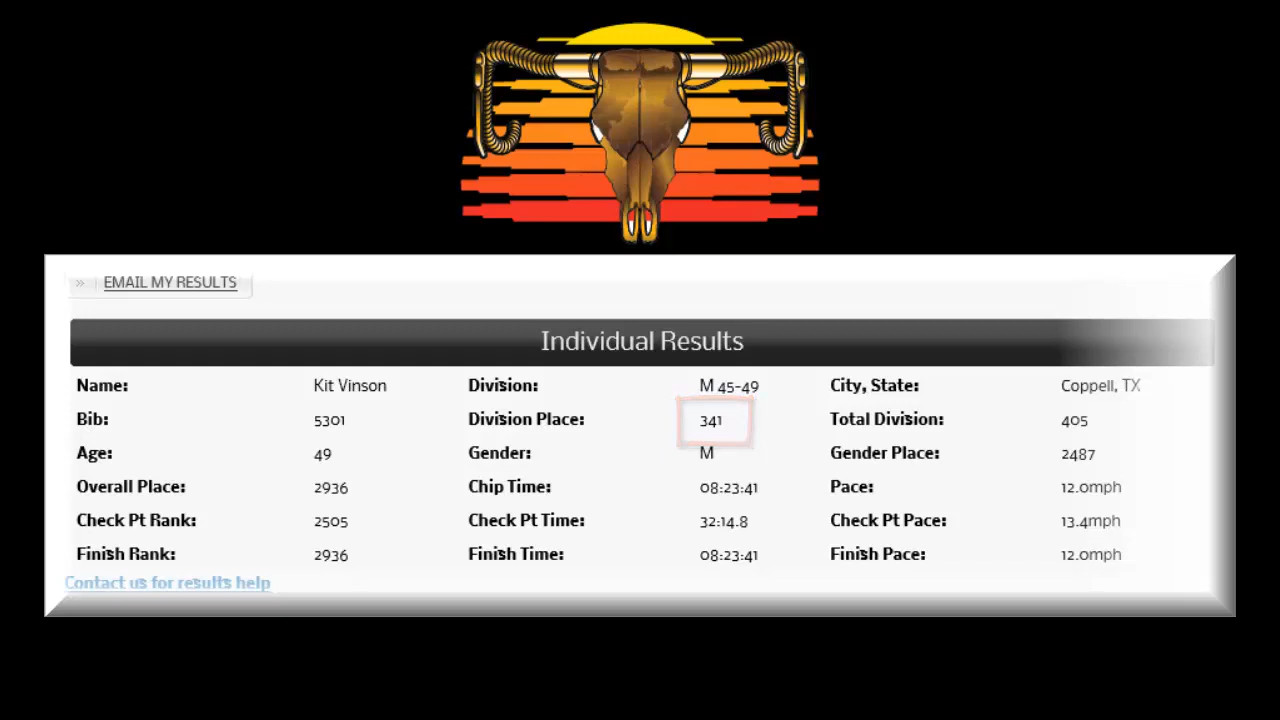 » EMAIL MY RESULTS
Individual Results
Name: Kit Vinson Division: M 45-49 City, State: Coppell, TX
Bib: 5301 Division Place: 341 Total Division: 405
Age: 49 Gender: M Gender Place: 2487
Overall Place: 2936 Chip Time: 08:23:41 Pace: 12.0mph
Check Pt Rank: 2505 Check Pt Time: 32:14.8 Check Pt Pace: 13.4mph
Finish Rank: 2936 Finish Time: 08:23:41 Finish Pace: 12.0mph
Contact us for results help